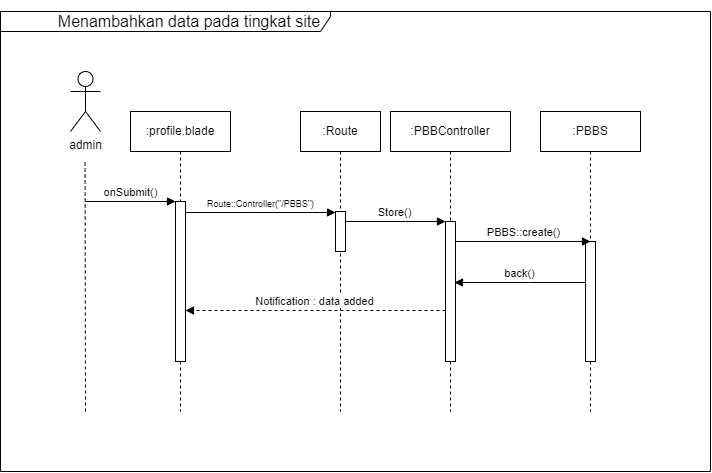 Menambahkan data pada tingkat site
admin
:profile.blade
:Route
:PBBController
:PBBS
onSubmit()
Route::Controller("/PBBS")
Store()
PBBS::create()
back()
Notification : data added